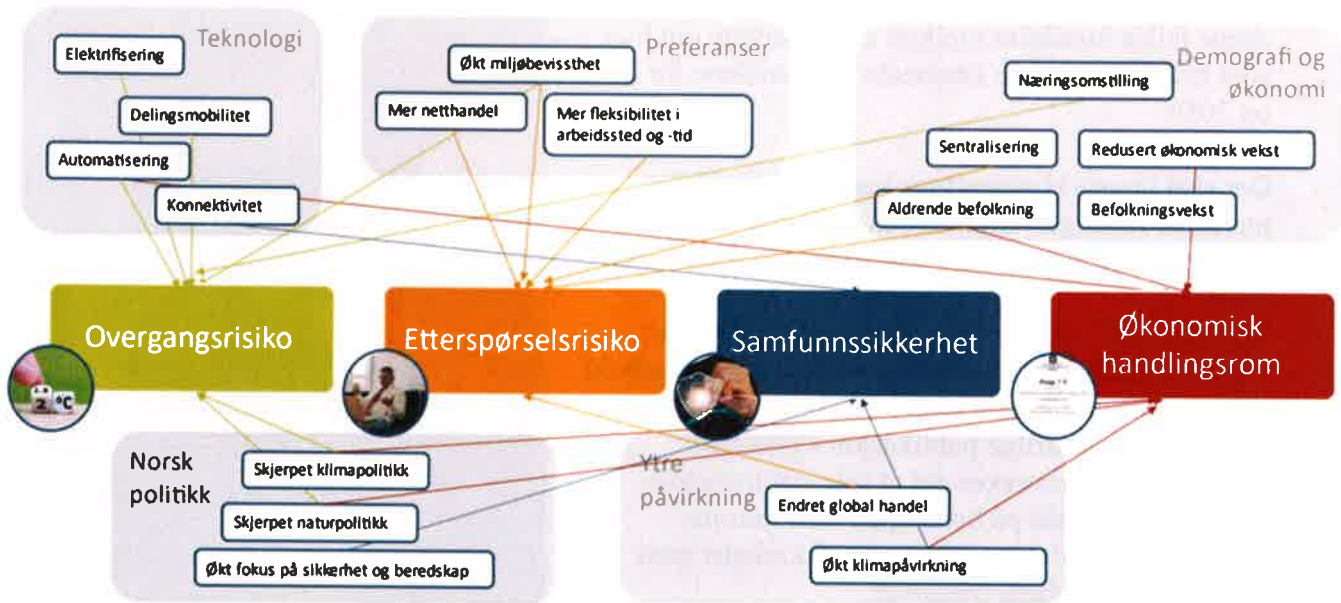 Teknologi
Elektrifisering
Delingsmobilitet
Automatisering
Konnektivitet
Preferanser
Økt miljøbevissthet
Mer netthandel
Mer fleksibilitet i
arbeidssted og -tid
Demografi og
økonomi
Næringsomstilling
Sentralisering
Redusert økonomisk vekst
Aldrende befolkning
Befolkningsvekst
Overgangsrisiko
Etterspørselsrisiko
Samfunnssikkerhet
Økonomisk
handlingsrom
2 °C
Norsk
politikk
Skjerpet klimapolitikk
Skjerpet naturpolitikk
Økt fokus på sikkerhet og beredskap
Ytre
påvirkning
Endret global handel
Økt klimapåvirkning